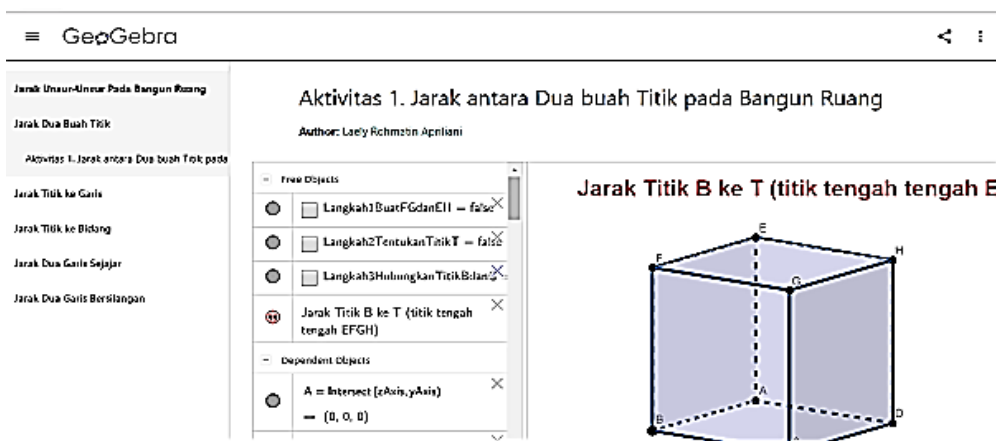 GeoGebra
Jarak Unsur-Unsur Pada Bangun Ruang
Jarak Dua Buah Titik
Aktivitas 1. Jarak antara Dua buah Titik pada
Jarak Titik ke Garis
Jarak Titik ke Bidang
Jarak Dua Garis Sejajar
Jarak Dua Garis Bersilangan
Aktivitas 1. Jarak antara Dua buah Titik pada Bangun Ruang
Author: Laely Rohmatin Apriliani
Free Objects
Langkah1BuatFGdanEH = false
Langkah2TentukanTitikT = false
Langkah3HubungkanTitikBdan
Jarak Titik B ke T (titik tengah
tengah EFGH)
Dependent Objects
A = Intersect (zAxis, yAxis)
→ (0, 0, 0)
Jarak Titik B ke T (titik tengah tengah E
E
H
F
G
A
D
B